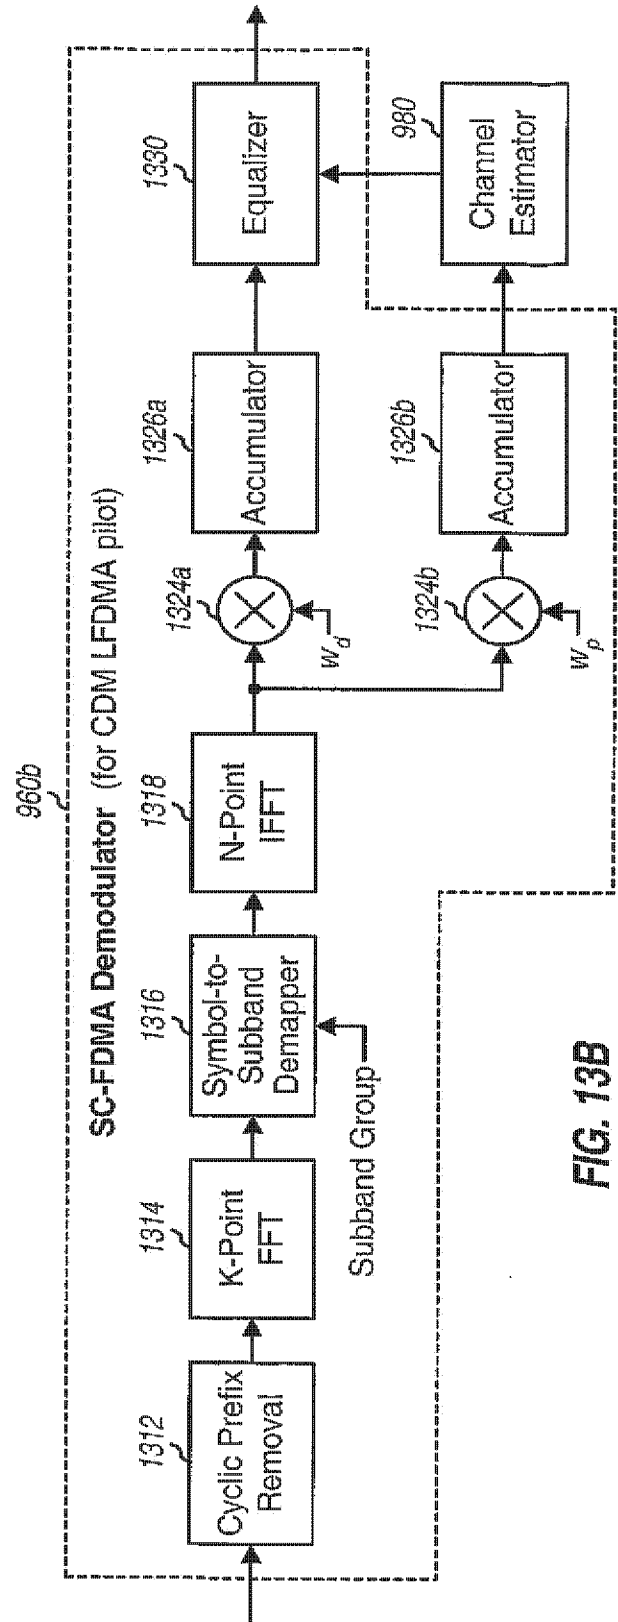 960b
SC-FDMA Demodulator (for CDM LFDMA pilot)
1312
Cyclic Prefix
Removal
1314
K-Point
FFT
1316
Symbol-to-
Subband
Demapper
Subband Group
1318
N-Point
IFFT
1324a
W_d
1326a
Accumulator
1330
Equalizer
1324b
W_p
1326b
Accumulator
980
Channel
Estimator
FIG. 13B